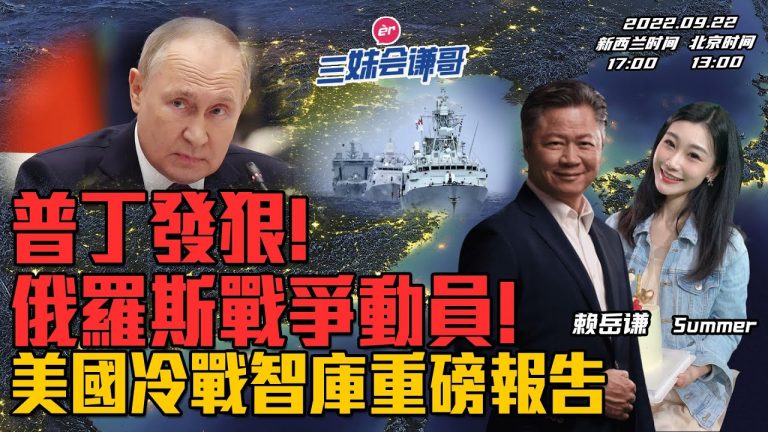 èr
三妹会谦哥
2022.09.22
新西兰时间 北京时间
17:00 13:00
普丁發狠!
俄羅斯戰爭動員!
美國冷戰智庫重磅報告
赖岳谦 Summer